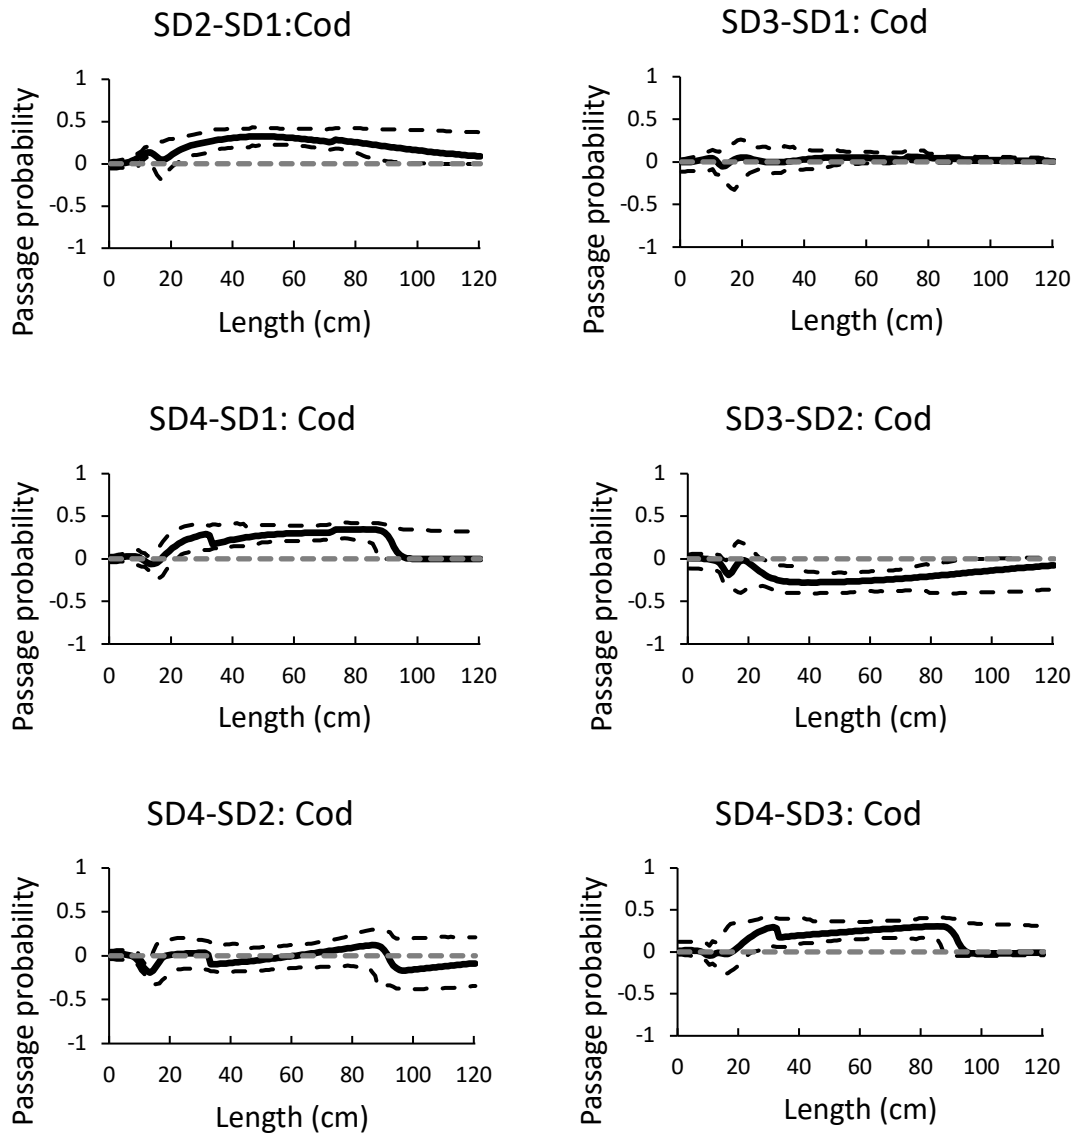 SD2-SD1:Cod
Passage probability
1
0.5
0
-0.5
-1
0 20 40 60 80 100 120
Length (cm)
SD3-SD1: Cod
Passage probability
1
0.5
0
-0.5
-1
0 20 40 60 80 100 120
Length (cm)
SD4-SD1: Cod
Passage probability
1
0.5
0
-0.5
-1
0 20 40 60 80 100 120
Length (cm)
SD3-SD2: Cod
Passage probability
1
0.5
0
-0.5
-1
0 20 40 60 80 100 120
Length (cm)
SD4-SD2: Cod
Passage probability
1
0.5
0
-0.5
-1
0 20 40 60 80 100 120
Length (cm)
SD4-SD3: Cod
Passage probability
1
0.5
0
-0.5
-1
0 20 40 60 80 100 120
Length (cm)